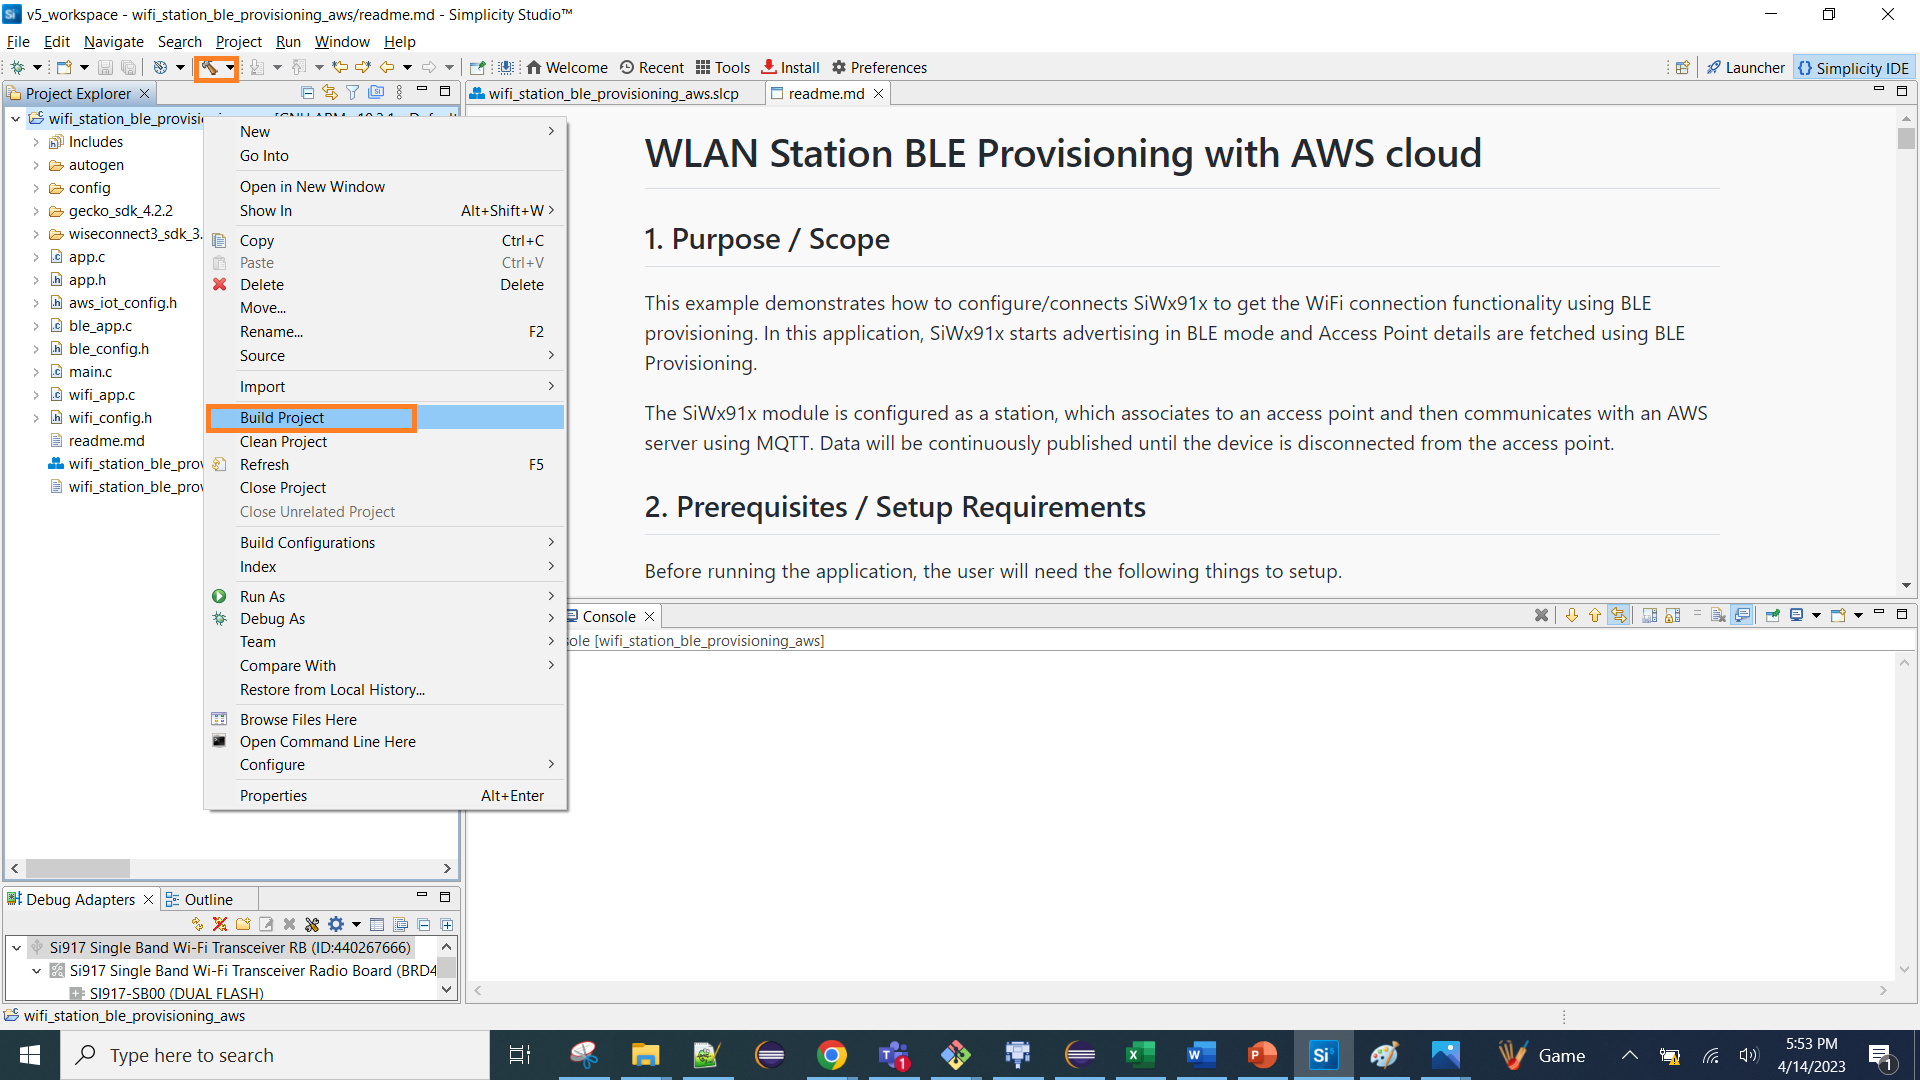 v5_workspace - wifi_station_ble_provisioning_aws/readme.md - Simplicity Studio™
File Edit Navigate Search Project Run Window Help
Welcome Recent Tools Install Preferences Launcher {} Simplicity IDE
Project Explorer
wifi_station_ble_provisioning_aws.slcp
readme.md
Includes
autogen
config
gecko_sdk_4.2.2
wiseconnect3_sdk_3.
app.c
app.h
aws_iot_config.h
ble_app.c
ble_config.h
main.c
wifi_app.c
wifi_config.h
readme.md
wifi_station_ble_prov
wifi_station_ble_prov
New
Go Into
Open in New Window
Show In Alt+Shift+W
Copy Ctrl+C
Paste Ctrl+V
Delete Delete
Move...
Rename... F2
Source
Import
Build Project
Clean Project
Refresh F5
Close Project
Close Unrelated Project
Build Configurations
Index
Run As
Debug As
Team
Compare With
Restore from Local History...
Browse Files Here
Open Command Line Here
Configure
Properties Alt+Enter
WLAN Station BLE Provisioning with AWS cloud
1. Purpose / Scope
This example demonstrates how to configure/connects SiWx91x to get the WiFi connection functionality using BLE
provisioning. In this application, SiWx91x starts advertising in BLE mode and Access Point details are fetched using BLE
Provisioning.
The SiWx91x module is configured as a station, which associates to an access point and then communicates with an AWS
server using MQTT. Data will be continuously published until the device is disconnected from the access point.
2. Prerequisites / Setup Requirements
Before running the application, the user will need the following things to setup.
Console
sole [wifi_station_ble_provisioning_aws]
Debug Adapters
Outline
Si917 Single Band Wi-Fi Transceiver RB (ID:440267666)
Si917 Single Band Wi-Fi Transceiver Radio Board (BRD4
SI917-SB00 (DUAL FLASH)
wifi_station_ble_provisioning_aws
Type here to search
Game
5:53 PM
4/14/2023